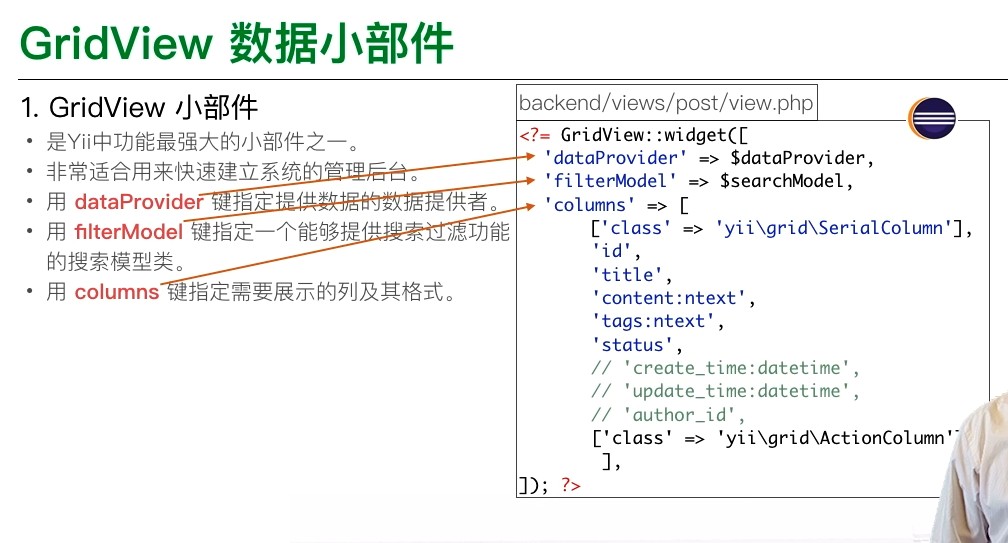 GridView 数据小部件
1. GridView 小部件
• 是Yii中功能最强大的小部件之一。
• 非常适合用来快速建立系统的管理后台。
• 用 dataProvider 键指定提供数据的数据提供者。
• 用 filterModel 键指定一个能够提供搜索过滤功能
的搜索模型类。
• 用 columns 键指定需要展示的列及其格式。
backend/views/post/view.php
<?= GridView::widget([
'dataProvider' => $dataProvider,
'filterModel' => $searchModel,
'columns' => [
['class' => 'yii\grid\SerialColumn'],
'id',
'title',
'content:ntext',
'tags:ntext',
'status',
// 'create_time:datetime',
// 'update_time:datetime',
// 'author_id',
['class' => 'yii\grid\ActionColumn']
],
]); ?>